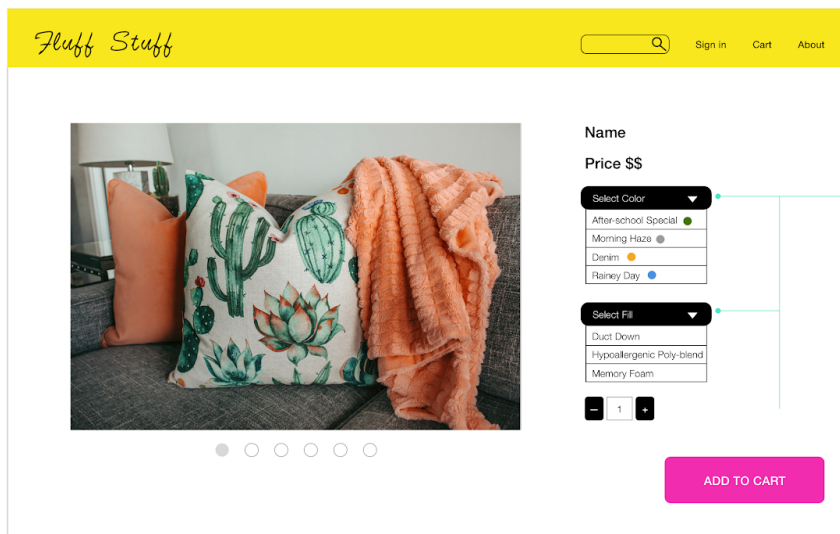 Fluff Stuff
Sign in Cart About
Name
Price $$
Select Color
After-school Special
Morning Haze
Denim
Rainey Day
Select Fill
Duct Down
Hypoallergenic Poly-blend
Memory Foam
– 1 +
ADD TO CART